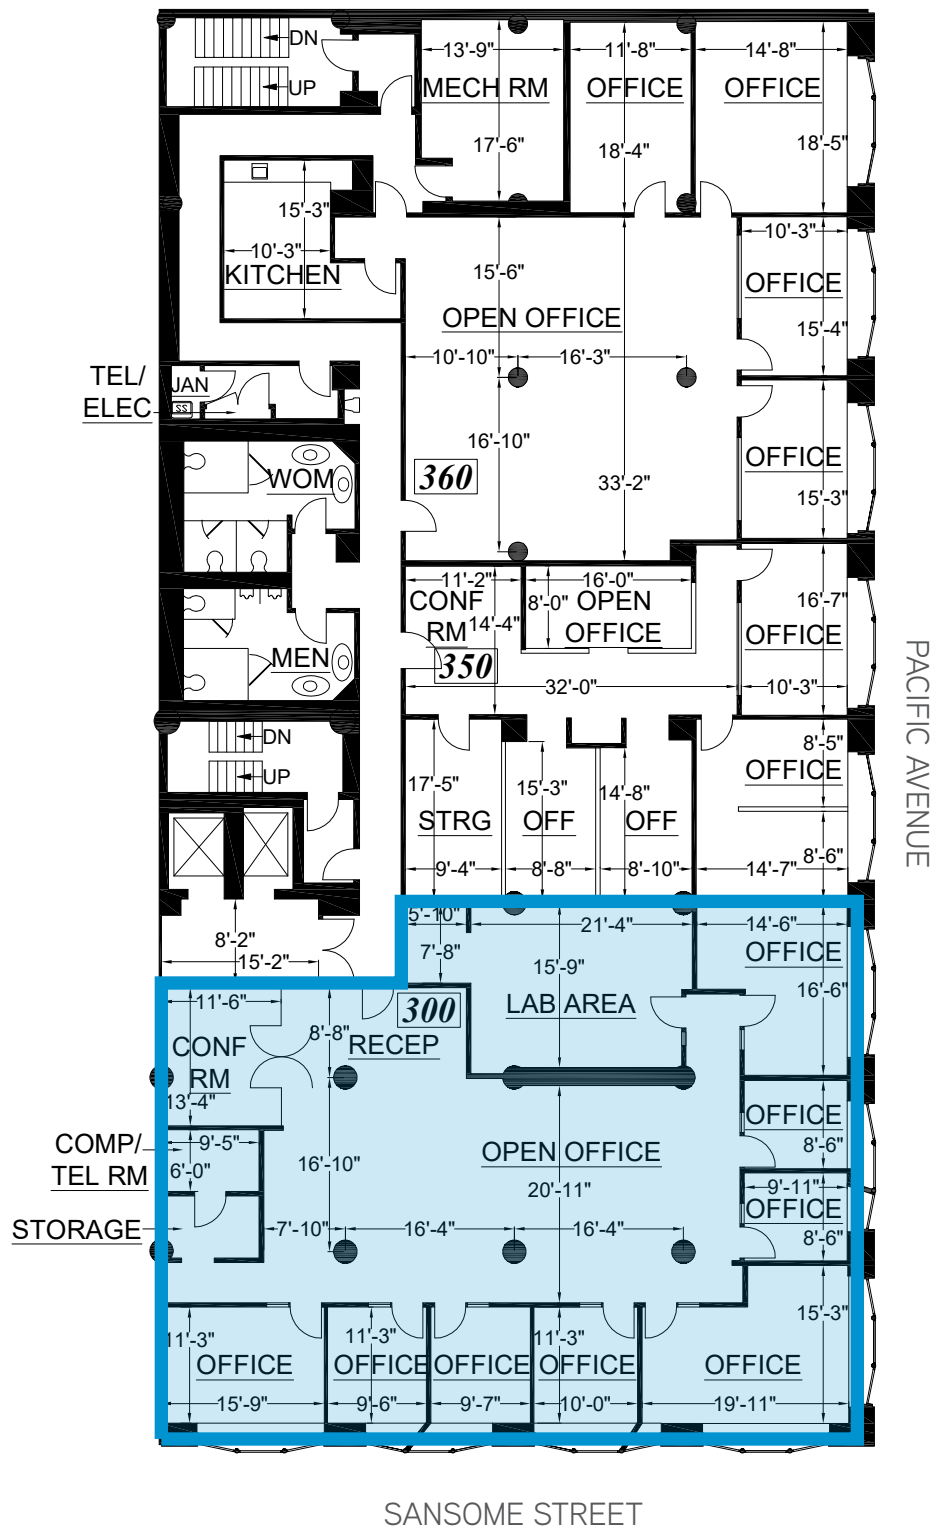 DN
UP
13'-9"
MECH RM
17'-6"
11'-8"
OFFICE
18'-4"
14'-8"
OFFICE
18'-5"
15'-3"
10'-3"
KITCHEN
15'-6"
OPEN OFFICE
10'-10"
16'-3"
10'-3"
OFFICE
15'-4"
TEL/
ELEC
JAN
SS
16'-10"
360
33'-2"
OFFICE
15'-3"
WOM
MEN
11'-2"
CONF
RM
14'-4"
16'-0"
8'-0"
OPEN
OFFICE
350
32'-0"
16'-7"
OFFICE
10'-3"
PACIFIC AVENUE
DN
UP
17'-5"
STRG
9'-4"
15'-3"
OFF
8'-8"
14'-8"
OFF
8'-10"
8'-5"
OFFICE
8'-6"
14'-7"
8'-2"
15'-2"
5'-10"
7'-8"
21'-4"
15'-9"
LAB AREA
14'-6"
OFFICE
16'-6"
11'-6"
CONF
RM
13'-4"
8'-8"
300
RECEP
COMP/
TEL RM
9'-5"
6'-0"
STORAGE
16'-10"
7'-10"
16'-4"
16'-4"
OPEN OFFICE
20'-11"
OFFICE
8'-6"
9'-11"
OFFICE
8'-6"
11'-3"
OFFICE
15'-9"
11'-3"
OFFICE
9'-6"
OFFICE
9'-7"
11'-3"
OFFICE
10'-0"
15'-3"
OFFICE
19'-11"
SANSOME STREET